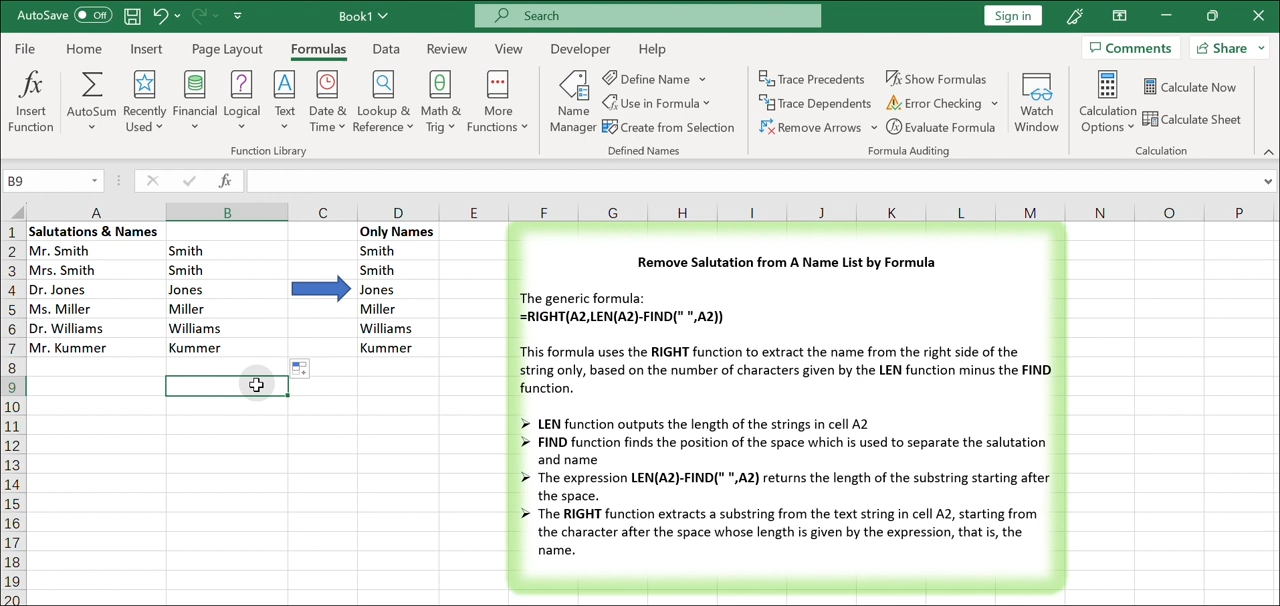 AutoSave Off Book1 Search Sign in
File Home Insert Page Layout Formulas Data Review View Developer Help Comments Share
fx Insert Function
AutoSum
Recently Used
Financial
Logical
Text
Date & Time
Lookup & Reference
Math & Trig
More Functions
Function Library
Name Manager
Define Name
Use in Formula
Create from Selection
Defined Names
Trace Precedents
Trace Dependents
Remove Arrows
Show Formulas
Error Checking
Evaluate Formula
Formula Auditing
Watch Window
Calculation Options
Calculate Now
Calculate Sheet
Calculation
B9 fx
A B C D E F G H I J K L M N O P
1 Salutations & Names Only Names
2 Mr. Smith Smith Smith
3 Mrs. Smith Smith Smith
4 Dr. Jones Jones Jones
5 Ms. Miller Miller Miller
6 Dr. Williams Williams Williams
7 Mr. Kummer Kummer Kummer
8
9
10
11
12
13
14
15
16
17
18
19
20
Remove Salutation from A Name List by Formula
The generic formula:
=RIGHT(A2,LEN(A2)-FIND(" ",A2))
This formula uses the RIGHT function to extract the name from the right side of the
string only, based on the number of characters given by the LEN function minus the FIND
function.
➢ LEN function outputs the length of the strings in cell A2
➢ FIND function finds the position of the space which is used to separate the salutation
and name
➢ The expression LEN(A2)-FIND(" ",A2) returns the length of the substring starting after
the space.
➢ The RIGHT function extracts a substring from the text string in cell A2, starting from
the character after the space whose length is given by the expression, that is, the
name.